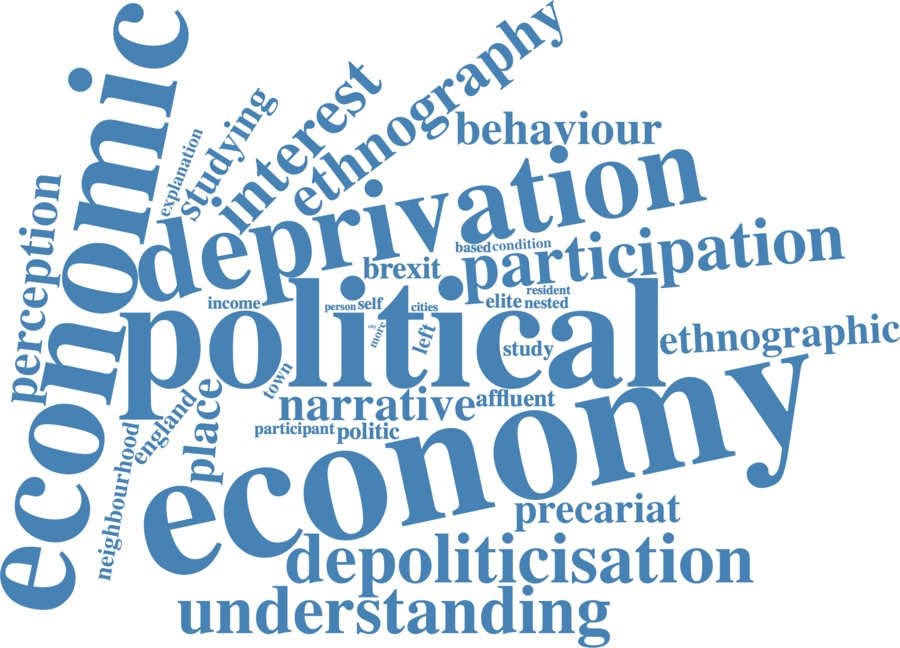 economic
perception
explanation
studying
interest
ethnography
behaviour
deprivation
based
condition
participation
brexit
resident
income
person
self
cities
elite
nested
political
city
more
left
study
ethnographic
town
narrative
affluent
participant
politic
england
place
neighbourhood
economy
precariat
depoliticisation
understanding